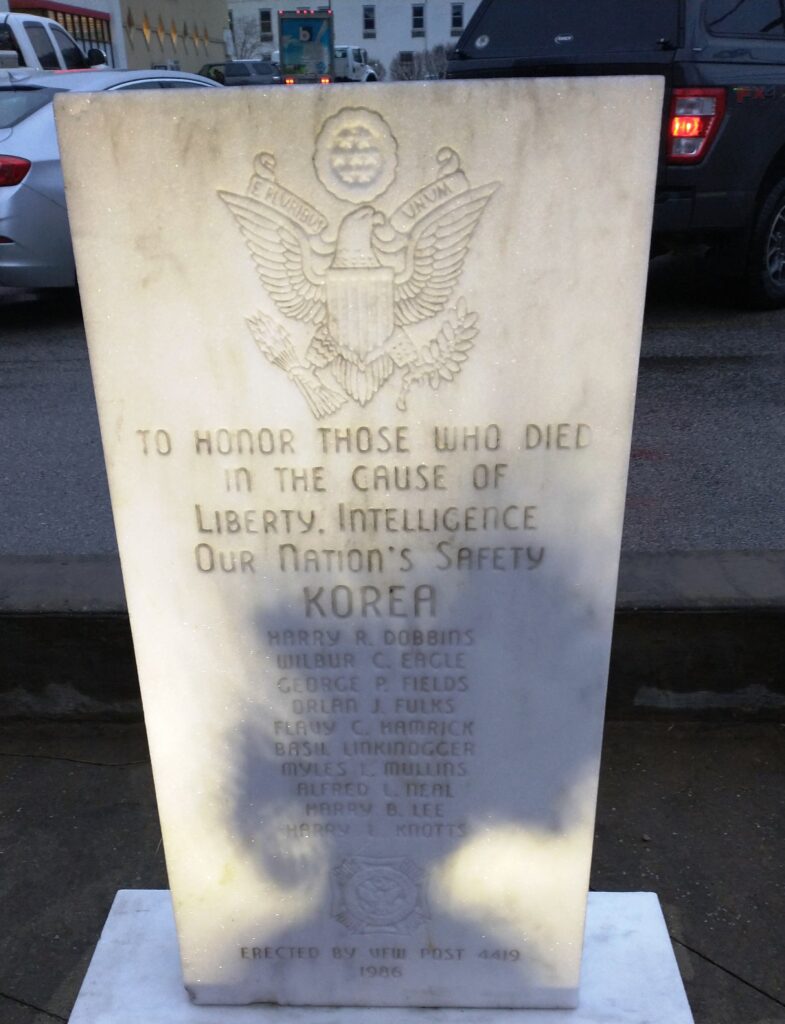 E PLURIBUS UNUM
TO HONOR THOSE WHO DIED
IN THE CAUSE OF
LIBERTY, INTELLIGENCE
OUR NATION'S SAFETY
KOREA
HARRY R. DOBBINS
WILBUR C. EAGLE
GEORGE P. FIELDS
ORLAN J. FULKS
FLAVY C. HAMRICK
BASIL LINKINOGGER
MYLES L. MULLINS
ALFRED L. NEAL
HARRY B. LEE
HARRY L. KNOTTS
ERECTED BY VFW POST 4419
1986